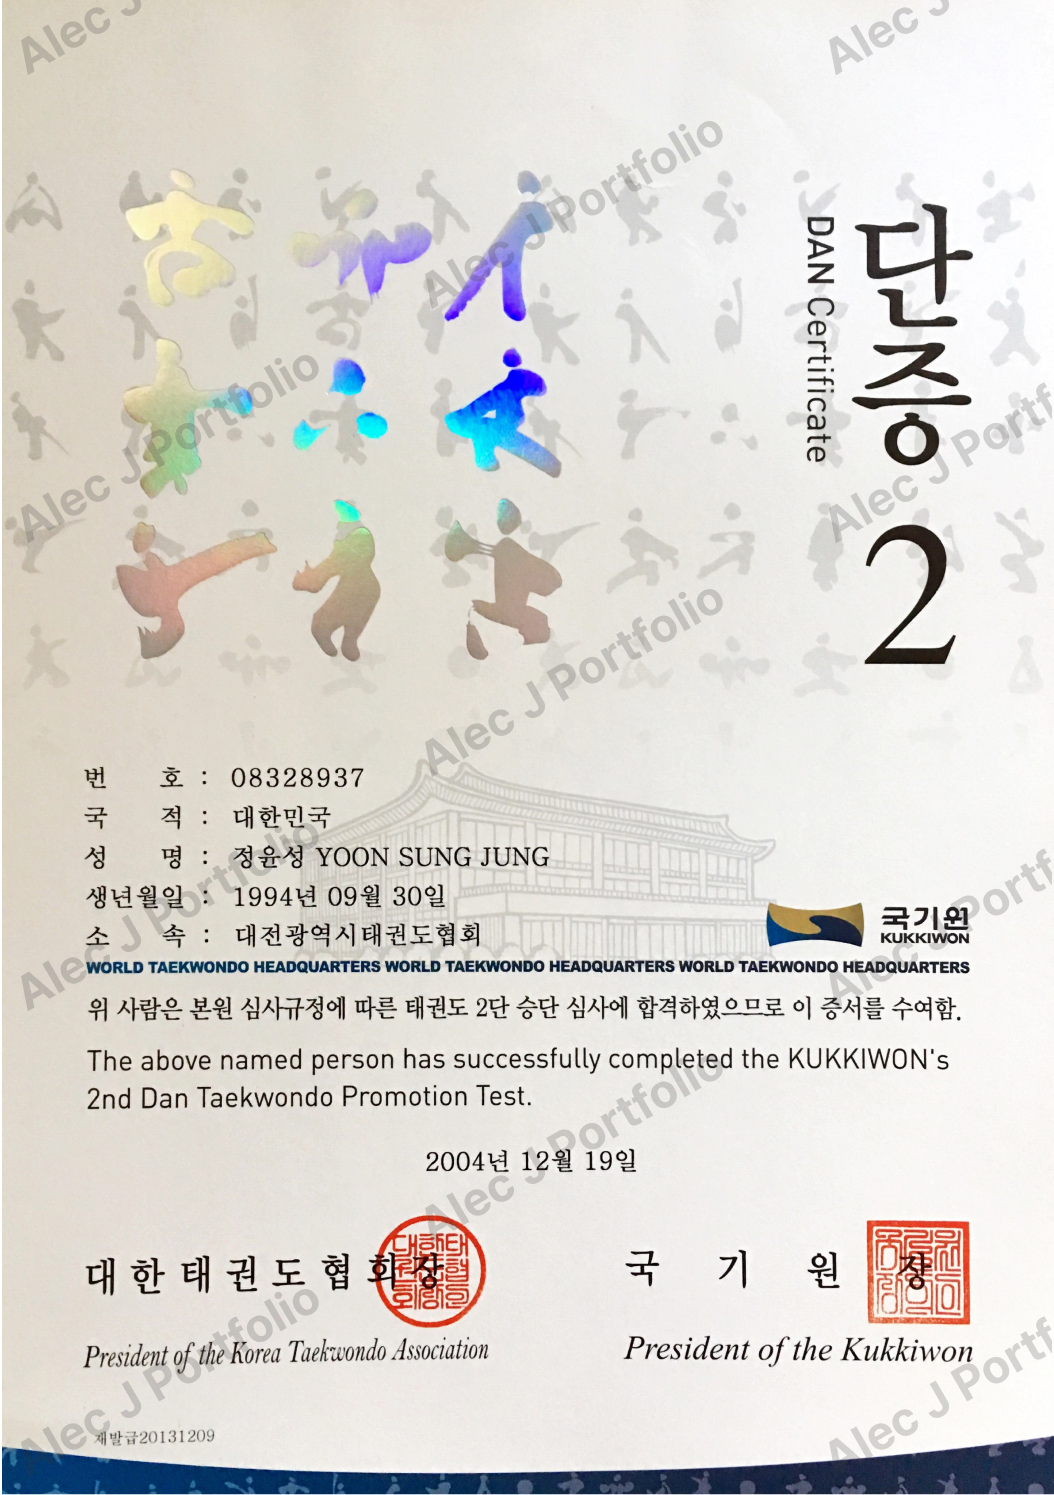 단증 2
DAN Certificate
번 호 : 08328937
국 적 : 대한민국
성 명 : 정윤성 YOON SUNG JUNG
생년월일 : 1994년 09월 30일
소 속 : 대전광역시태권도협회
국기원
KUKKIWON
WORLD TAEKWONDO HEADQUARTERS WORLD TAEKWONDO HEADQUARTERS WORLD TAEKWONDO HEADQUARTERS
위 사람은 본원 심사규정에 따른 태권도 2단 승단 심사에 합격하였으므로 이 증서를 수여함.
The above named person has successfully completed the KUKKIWON's
2nd Dan Taekwondo Promotion Test.
2004년 12월 19일
대한태권도협회장
국 기 원 장
President of the Korea Taekwondo Association
President of the Kukkiwon
재발급20131209
Alec J Portfolio